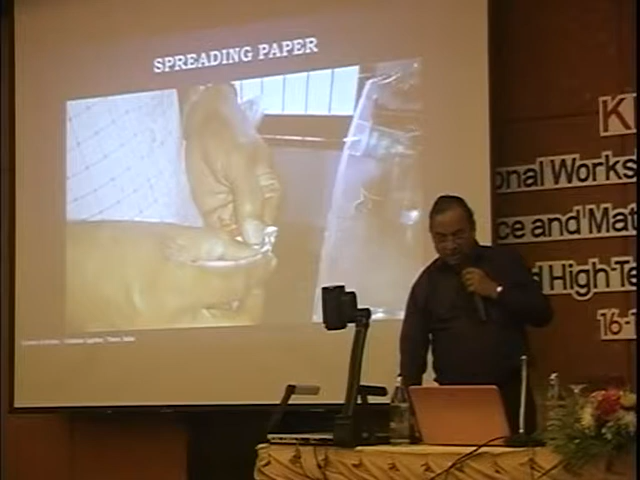 SPREADING PAPER
K
onal Works
ce and Mat
d High Te
16-1